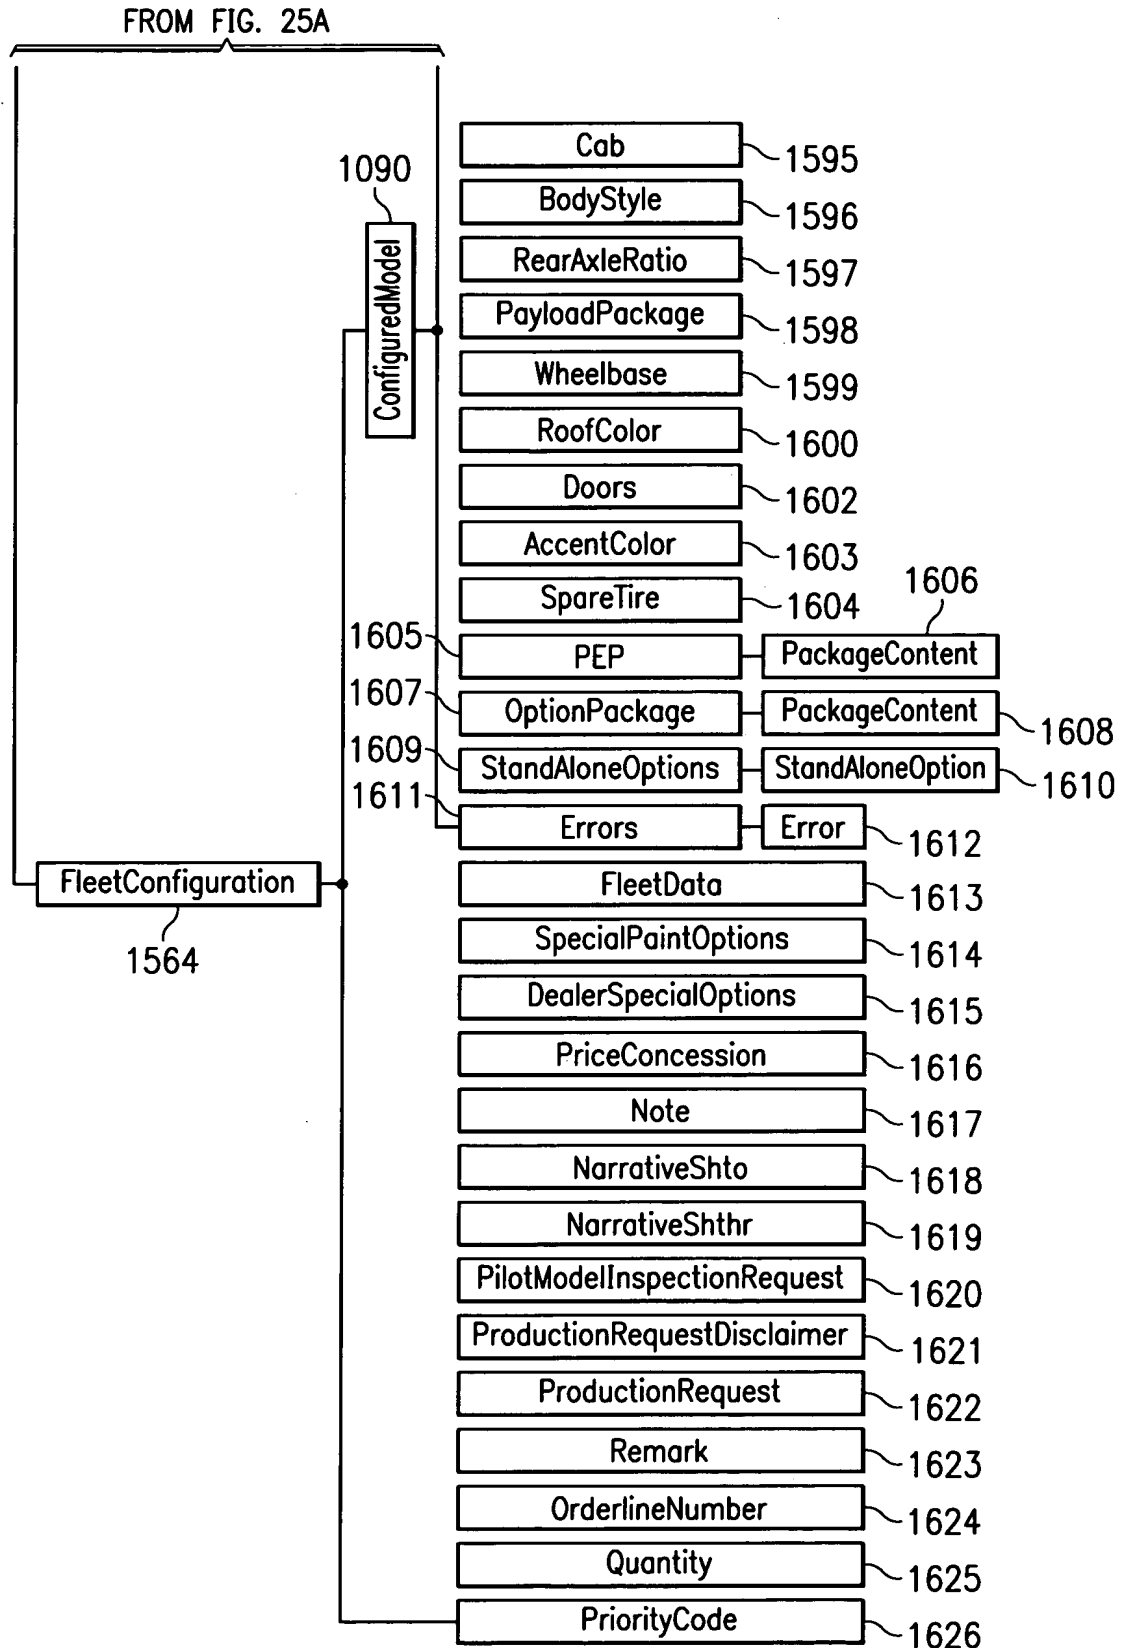 FROM FIG. 25A
Cab
1595
1090
BodyStyle
1596
ConfiguredModel
RearAxleRatio
1597
PayloadPackage
1598
Wheelbase
1599
RoofColor
1600
Doors
1602
AccentColor
1603
SpareTire
1604
1606
1605
PEP
PackageContent
1607
OptionPackage
PackageContent
1608
1609
StandAloneOptions
StandAloneOption
1610
1611
Errors
Error
1612
FleetConfiguration
1564
FleetData
1613
SpecialPaintOptions
1614
DealerSpecialOptions
1615
PriceConcession
1616
Note
1617
NarrativeShto
1618
NarrativeShthr
1619
PilotModelInspectionRequest
1620
ProductionRequestDisclaimer
1621
ProductionRequest
1622
Remark
1623
OrderlineNumber
1624
Quantity
1625
PriorityCode
1626